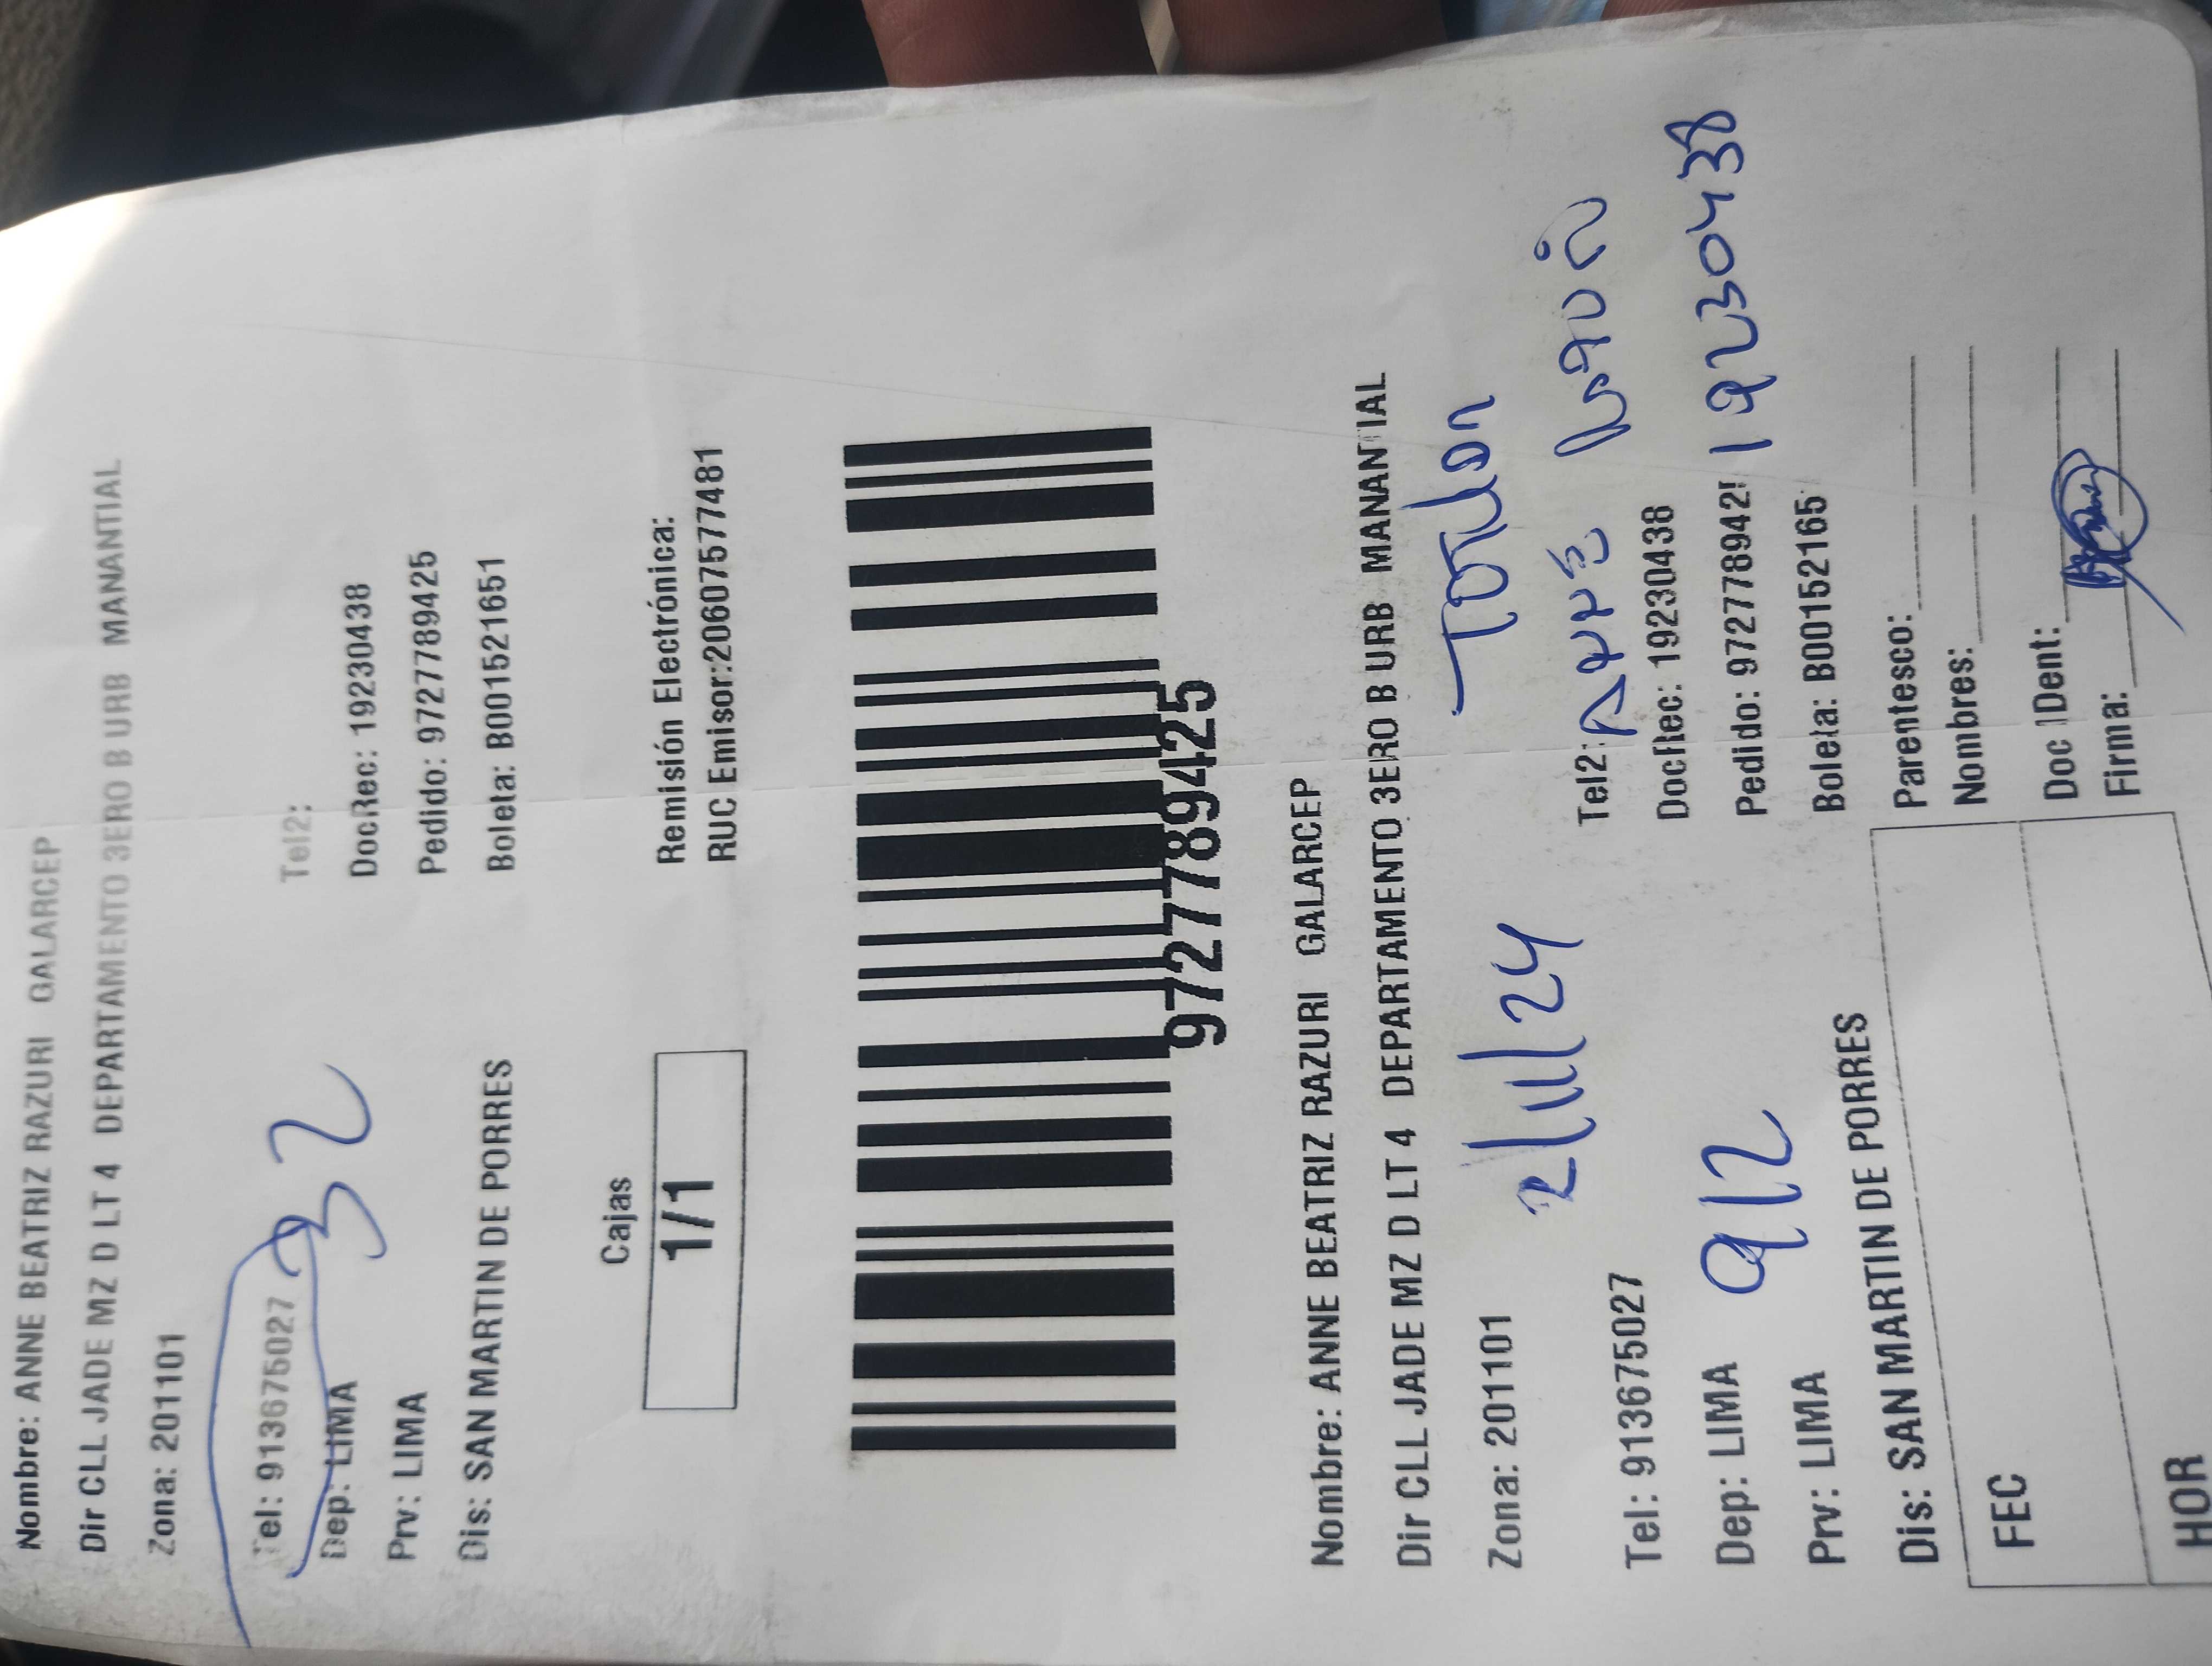 Nombre: ANNE BEATRIZ RAZURI GALARCEP
Dir CLL JADE MZ D LT 4 DEPARTAMENTO 3ERO B URB MANANTIAL
Zona: 201101
Tel: 913675027
Tel2:
32
Dep: LIMA
DocRec: 19230438
Prv: LIMA
Pedido: 9727789425
Dis: SAN MARTIN DE PORRES
Boleta: B001521651
Cajas
1/1
Remisión Electrónica:
RUC Emisor:20607577481
9727789425
Nombre: ANNE BEATRIZ RAZURI GALARCEP
Dir CLL JADE MZ D LT 4 DEPARTAMENTO 3ERO B URB MANANTIAL
Zona: 201101
2/11/24
Tel: 913675027
Tel2:
Dep: LIMA
912
DocRec: 19230438
Prv: LIMA
Pedido: 972778942
19230438
Dis: SAN MARTIN DE PORRES
Boleta: B00152165
FEC
Parentesco:
Nombres:
HOR
Doc IDent:
Firma: